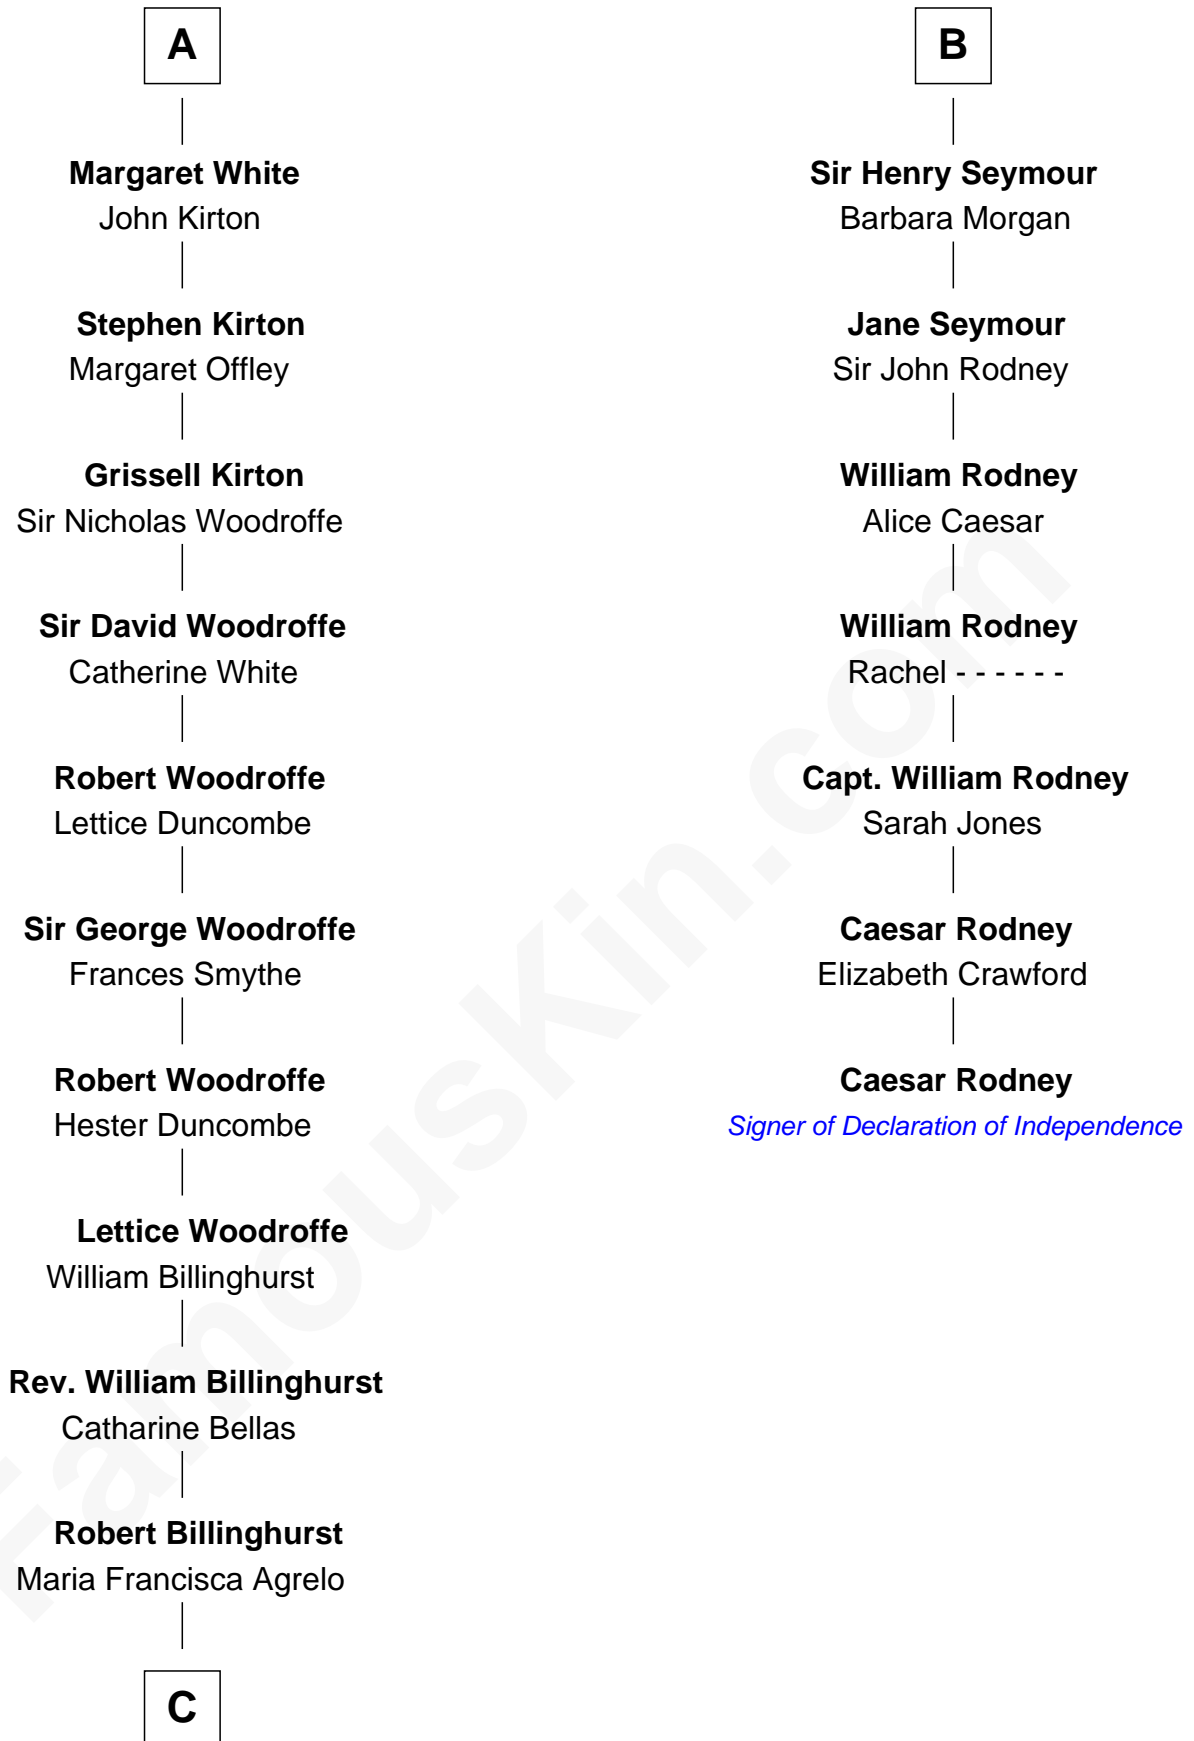 A
Margaret White
John Kirton
Stephen Kirton
Margaret Offley
Grissell Kirton
Sir Nicholas Woodroffe
Sir David Woodroffe
Catherine White
Robert Woodroffe
Lettice Duncombe
Sir George Woodroffe
Frances Smythe
Robert Woodroffe
Hester Duncombe
Lettice Woodroffe
William Billinghurst
Rev. William Billinghurst
Catharine Bellas
Robert Billinghurst
Maria Francisca Agrelo
C
B
Sir Henry Seymour
Barbara Morgan
Jane Seymour
Sir John Rodney
William Rodney
Alice Caesar
William Rodney
Rachel - - - - - -
Capt. William Rodney
Sarah Jones
Caesar Rodney
Elizabeth Crawford
Caesar Rodney
Signer of Declaration of Independence
FamousKin.com